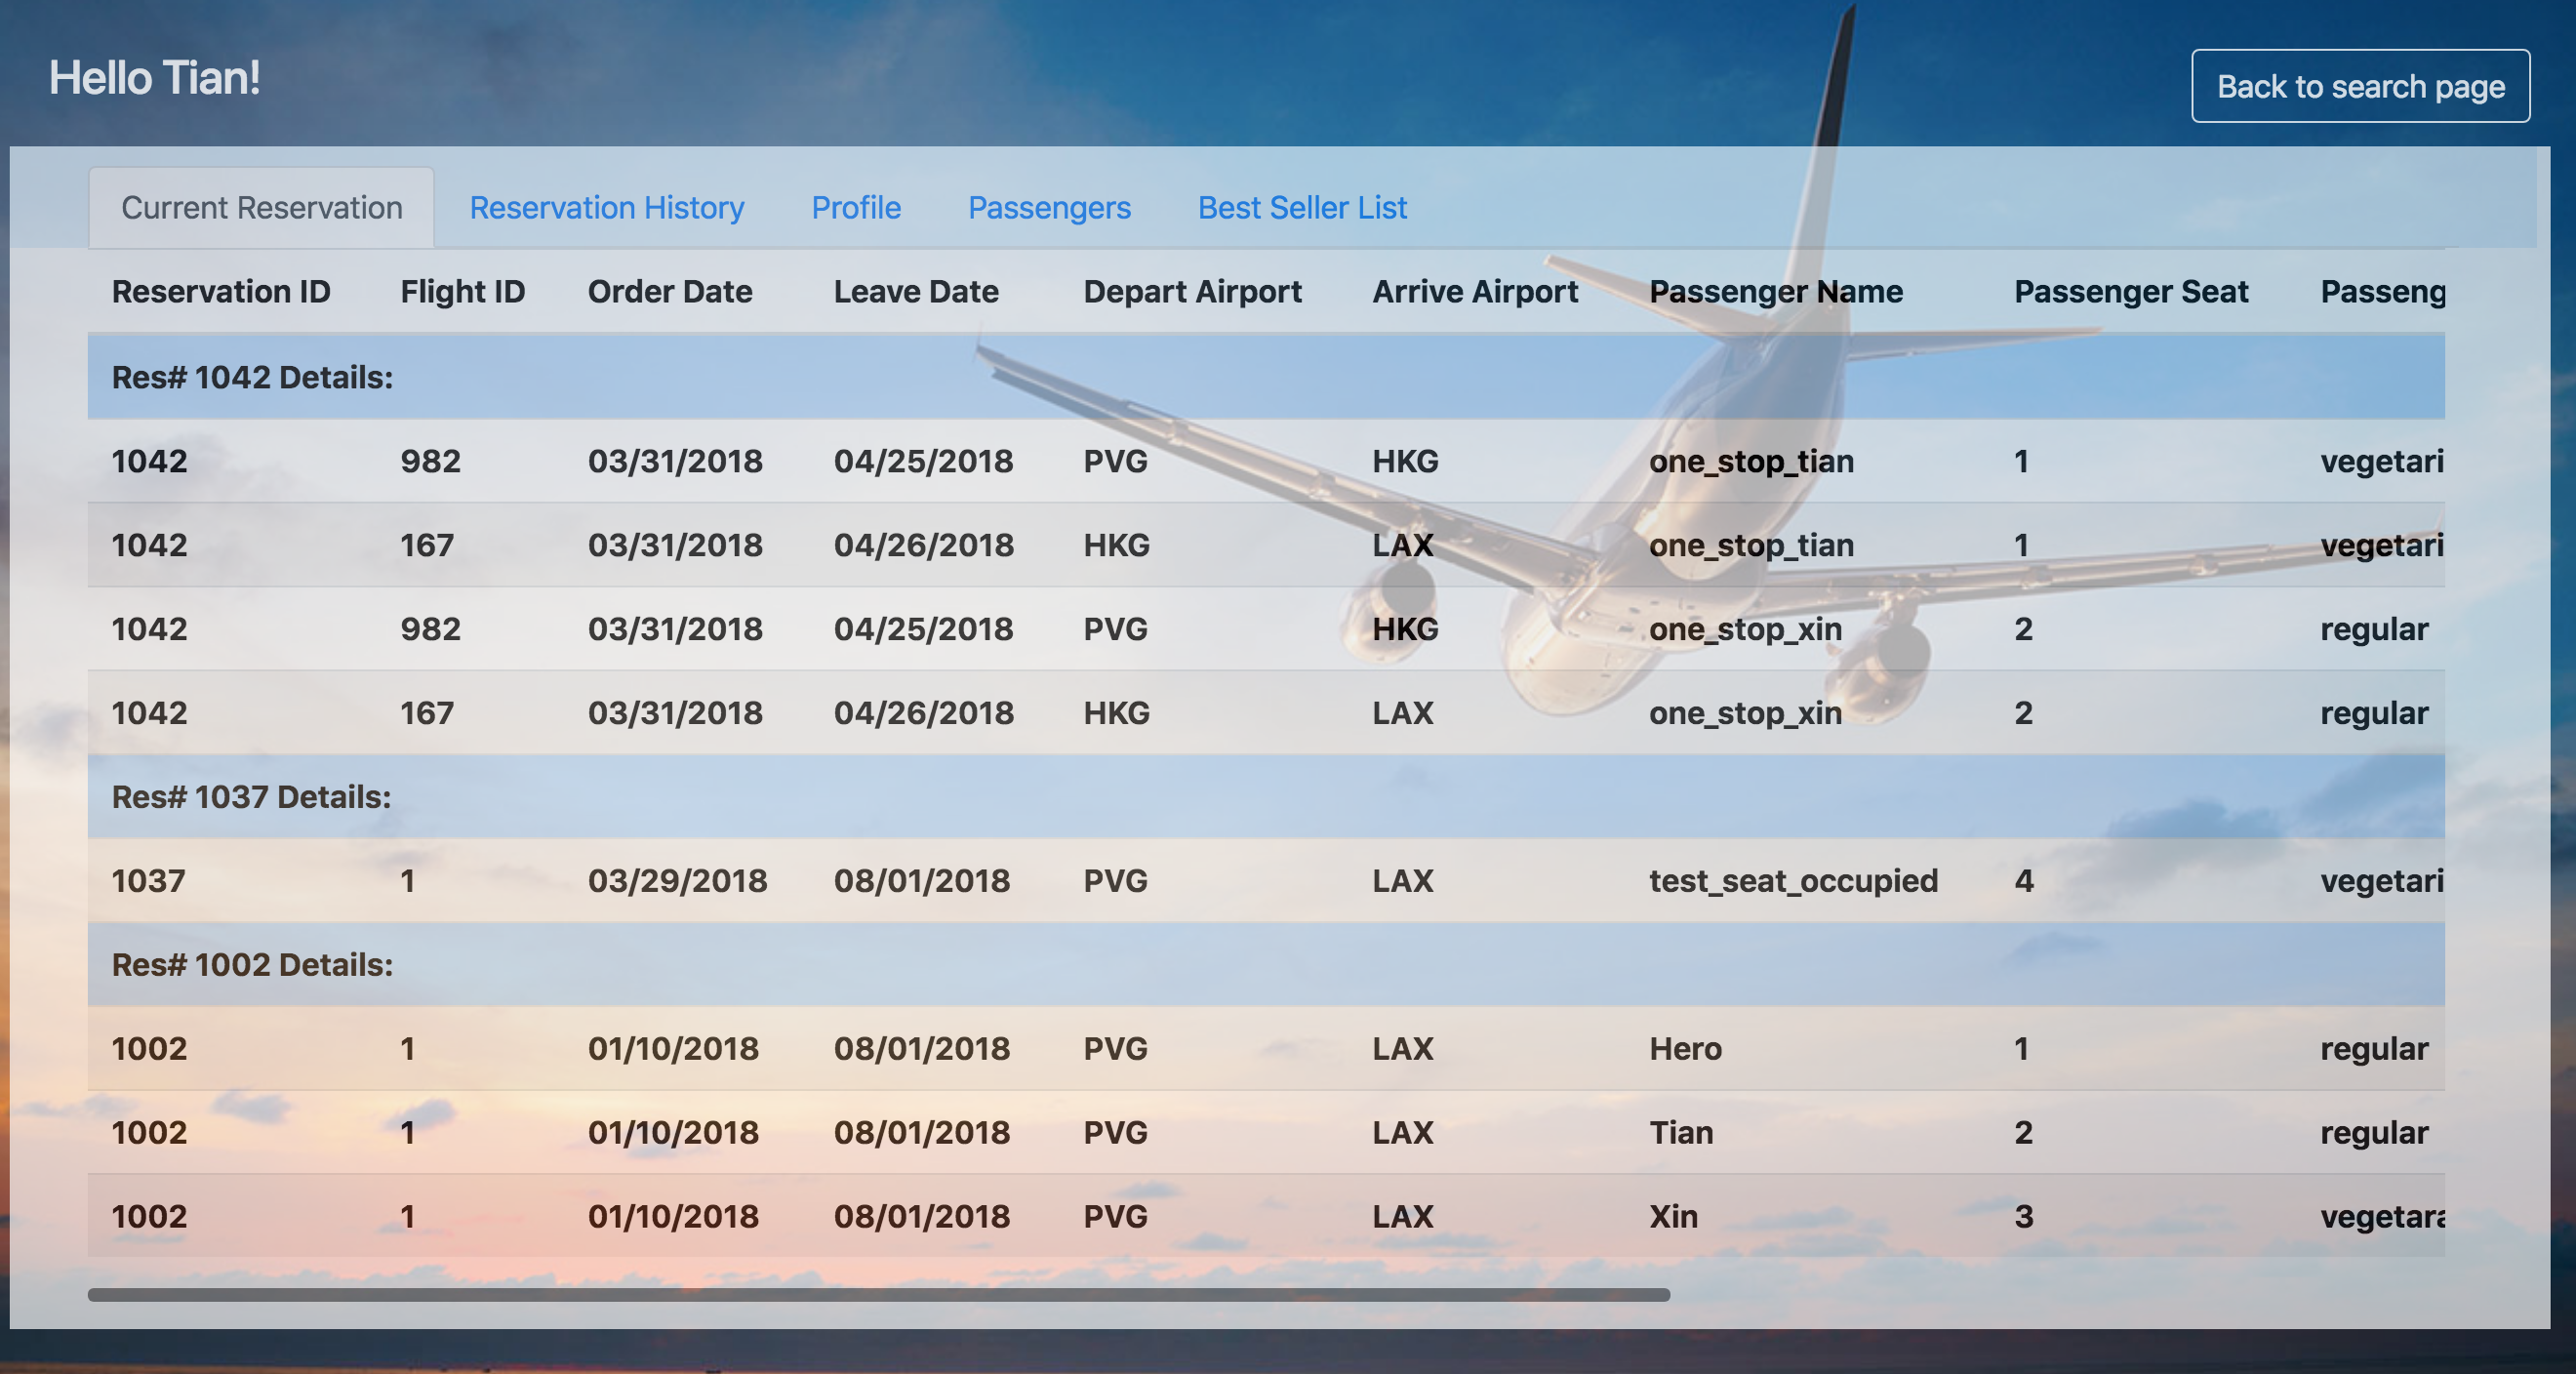 Hello Tian!
Back to search page
Current Reservation Reservation History Profile Passengers Best Seller List
Reservation ID Flight ID Order Date Leave Date Depart Airport Arrive Airport Passenger Name Passenger Seat Passeng
Res# 1042 Details:
1042 982 03/31/2018 04/25/2018 PVG HKG one_stop_tian 1 vegetari
1042 167 03/31/2018 04/26/2018 HKG LAX one_stop_tian 1 vegetari
1042 982 03/31/2018 04/25/2018 PVG HKG one_stop_xin 2 regular
1042 167 03/31/2018 04/26/2018 HKG LAX one_stop_xin 2 regular
Res# 1037 Details:
1037 1 03/29/2018 08/01/2018 PVG LAX test_seat_occupied 4 vegetari
Res# 1002 Details:
1002 1 01/10/2018 08/01/2018 PVG LAX Hero 1 regular
1002 1 01/10/2018 08/01/2018 PVG LAX Tian 2 regular
1002 1 01/10/2018 08/01/2018 PVG LAX Xin 3 vegetara